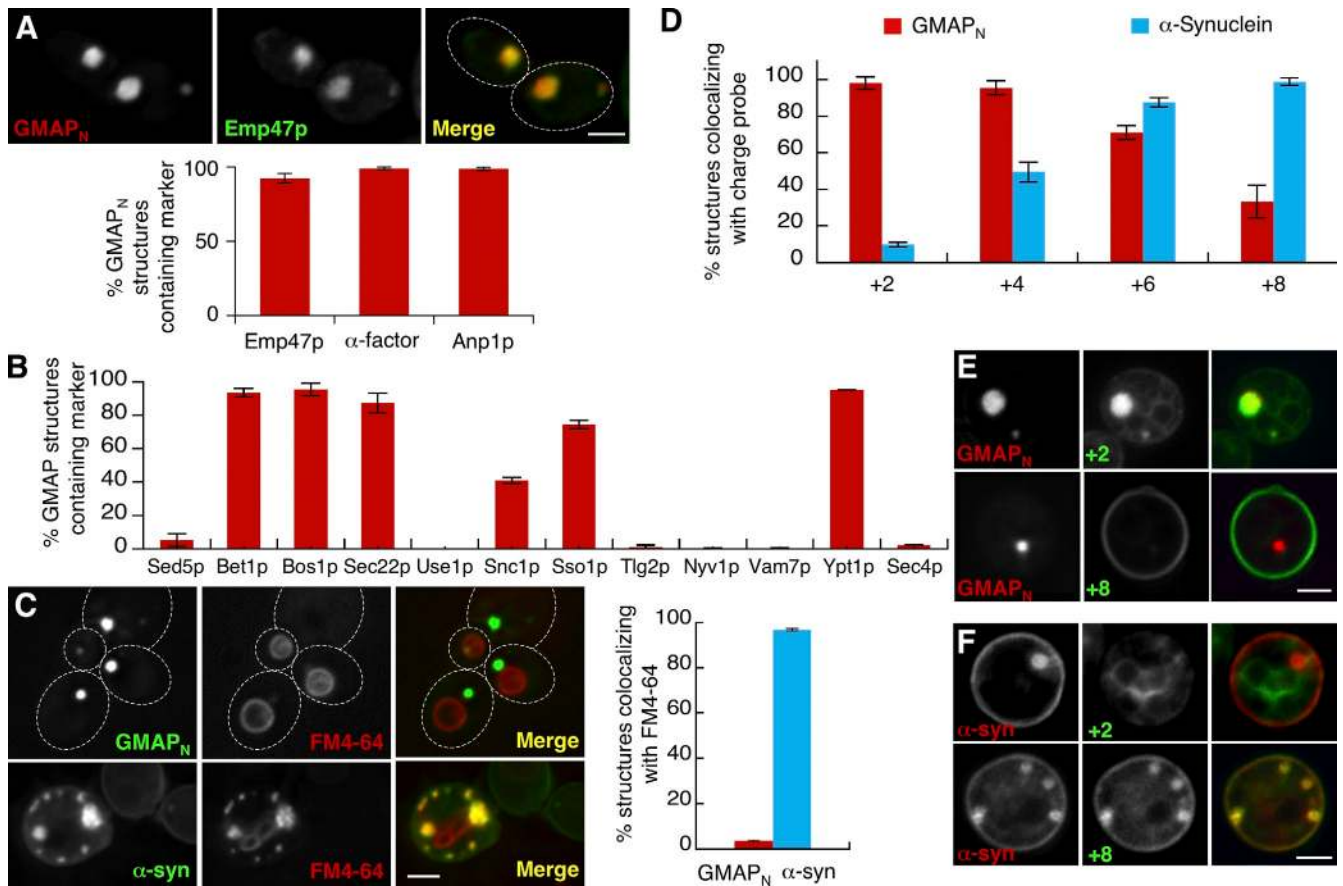 A
GMAPN
Emp47p
Merge
% GMAPN
structures
containing marker
100
50
0
Emp47p α-factor Anp1p
B
% GMAP structures
containing marker
100
80
60
40
20
0
Sed5p Bet1p Bos1p Sec22p Use1p Snc1p Sso1p Tlg2p Nyv1p Vam7p Ypt1p Sec4p
C
GMAPN
FM4-64
Merge
α-syn
FM4-64
Merge
% structures colocalizing
with FM4-64
100
80
60
40
20
0
GMAPN α-syn
D
GMAPN
α-Synuclein
% structures colocalizing
with charge probe
100
80
60
40
20
0
+2 +4 +6 +8
E
GMAPN
+2
GMAPN
+8
F
α-syn
+2
α-syn
+8